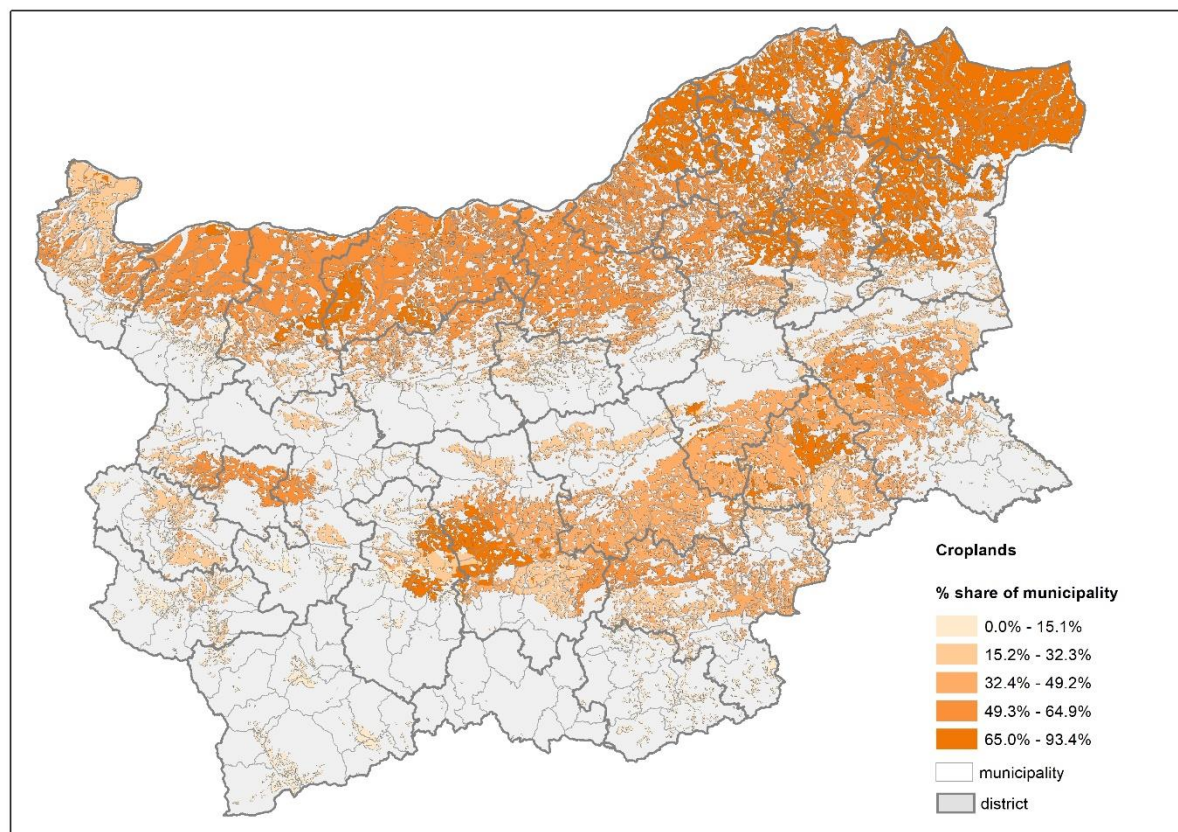 Croplands
% share of municipality
0.0% - 15.1%
15.2% - 32.3%
32.4% - 49.2%
49.3% - 64.9%
65.0% - 93.4%
municipality
district